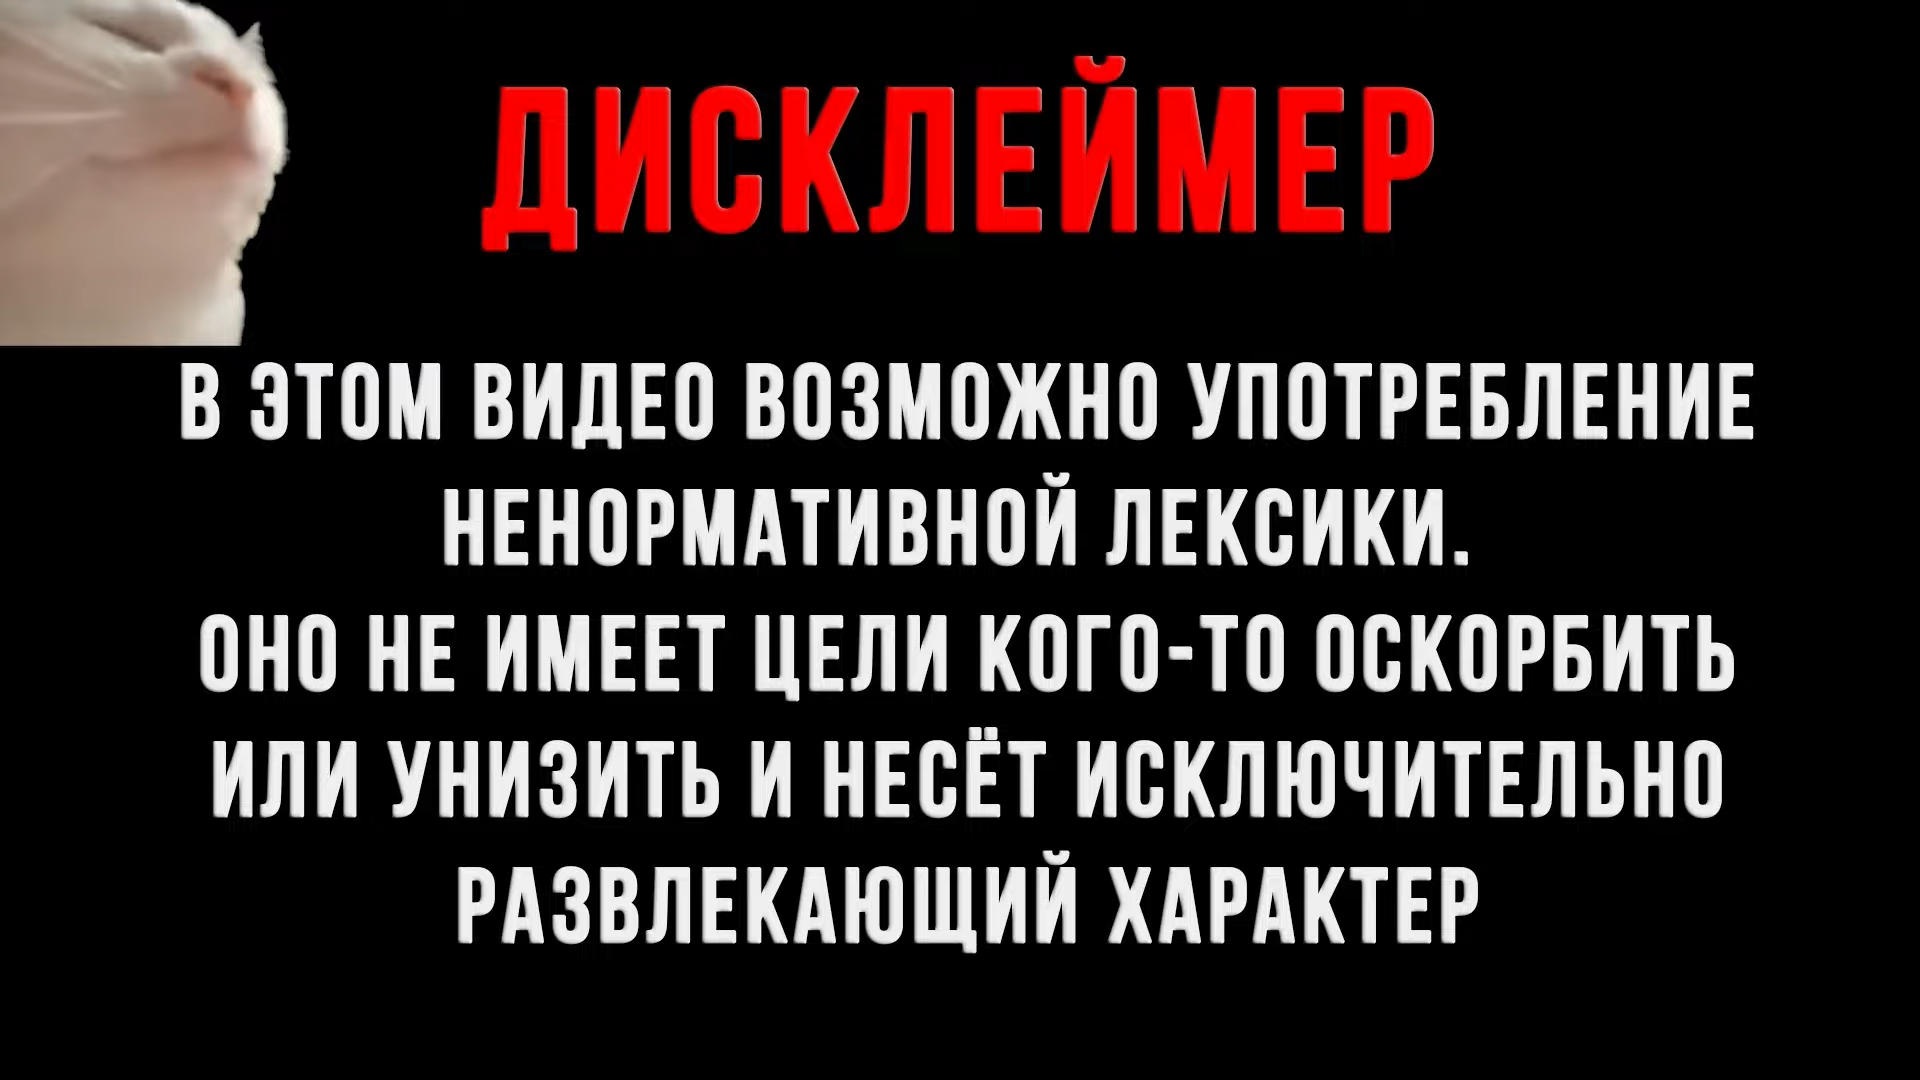 ДИСКЛЕЙМЕР
В ЭТОМ ВИДЕО ВОЗМОЖНО УПОТРЕБЛЕНИЕ
НЕНОРМАТИВНОЙ ЛЕКСИКИ.
ОНО НЕ ИМЕЕТ ЦЕЛИ КОГО-ТО ОСКОРБИТЬ
ИЛИ УНИЗИТЬ И НЕСЁТ ИСКЛЮЧИТЕЛЬНО
РАЗВЛЕКАЮЩИЙ ХАРАКТЕР